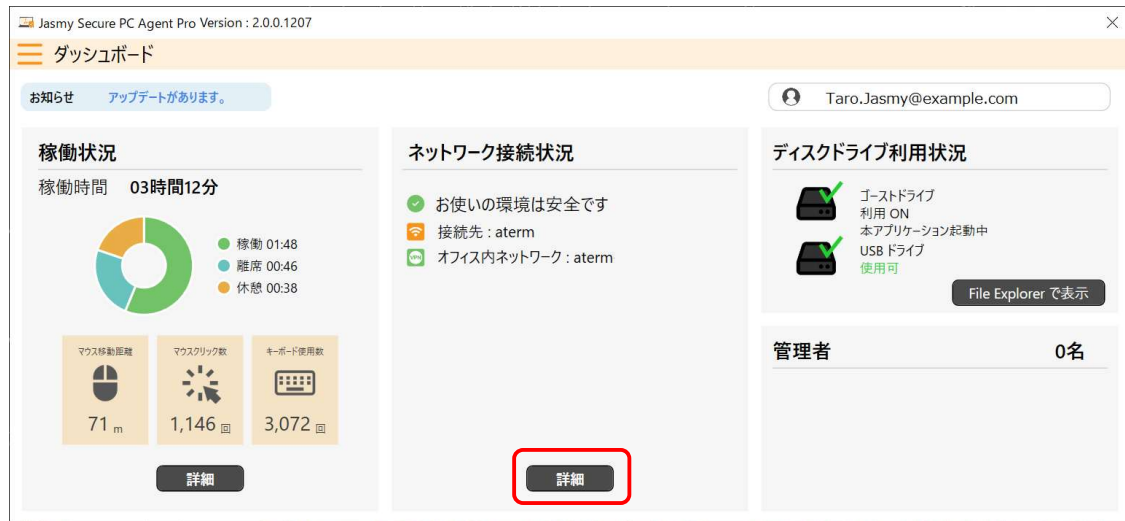 Jasmy Secure PC Agent Pro Version : 2.0.0.1207
ダッシュボード
お知らせ アップデートがあります。
Taro.Jasmy@example.com
稼働状況
稼働時間 03時間12分
稼働 01:48
離席 00:46
休憩 00:38
マウス移動距離 マウスクリック数 キーボード使用数
71 m 1,146 回 3,072 回
詳細
ネットワーク接続状況
お使いの環境は安全です
接続先 : aterm
VPN オフィス内ネットワーク : aterm
詳細
ディスクドライブ利用状況
ゴーストドライブ
利用 ON
本アプリケーション起動中
USB ドライブ
使用可
File Explorer で表示
管理者 0名